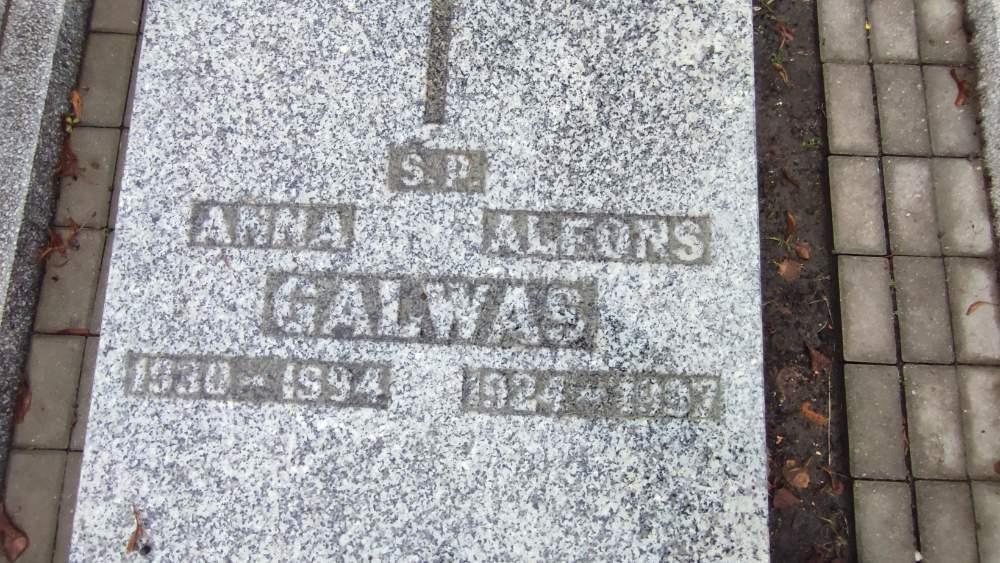 S.P.
ANNA ALFONS
GALWAS
1930 - 1994 1924 - 1997